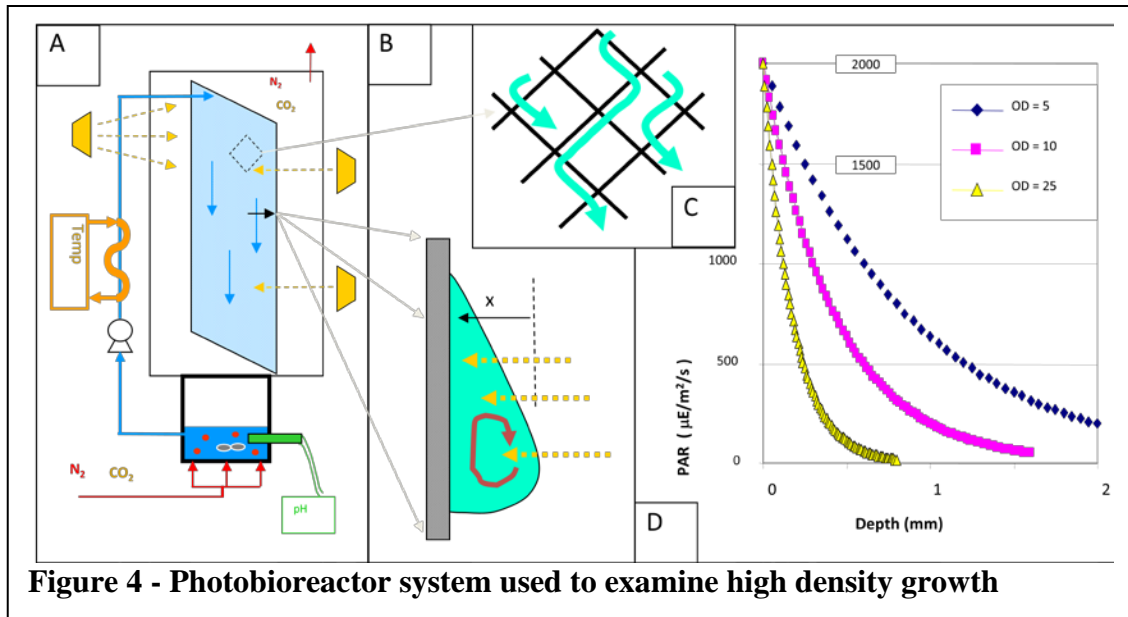 A
B
C
D
N₂
CO₂
Temp
N₂
CO₂
pH
x
2000
1500
1000
500
0
PAR ( µE/m²/s)
0
1
2
Depth (mm)
OD = 5
OD = 10
OD = 25
Figure 4 - Photobioreactor system used to examine high density growth